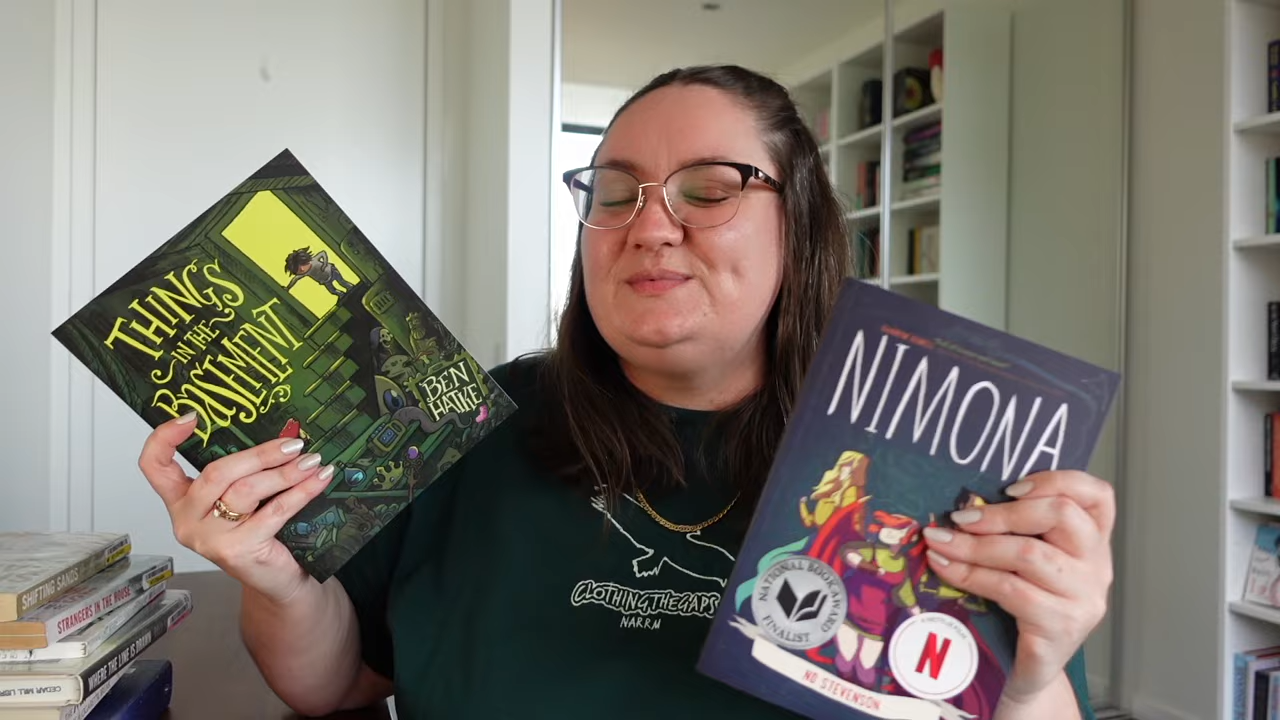 THINGS
IN THE
BASEMENT
BEN
HATKE
NIMONA
NATIONAL BOOK AWARD
FINALIST
N
ND STEVENSON
CLOTHINGTHEGAPS
NARRM
SHIFTING SANDS
STRANGERS IN THE HOUSE
WHERE THE LINE IS DRAWN